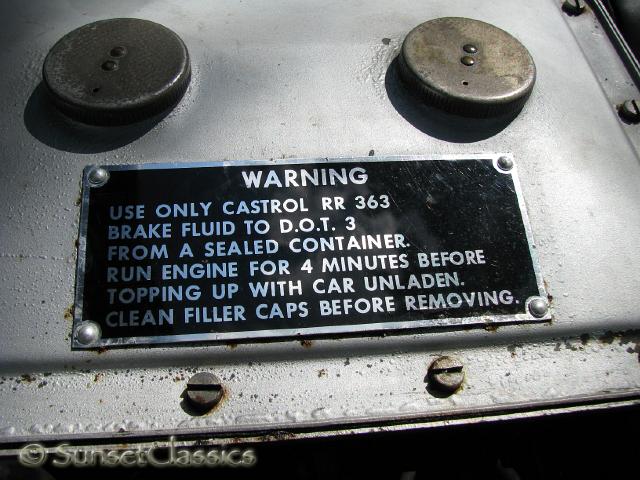 WARNING
USE ONLY CASTROL RR 363
BRAKE FLUID TO D.O.T. 3
FROM A SEALED CONTAINER.
RUN ENGINE FOR 4 MINUTES BEFORE
TOPPING UP WITH CAR UNLADEN.
CLEAN FILLER CAPS BEFORE REMOVING.
© SunsetClassics